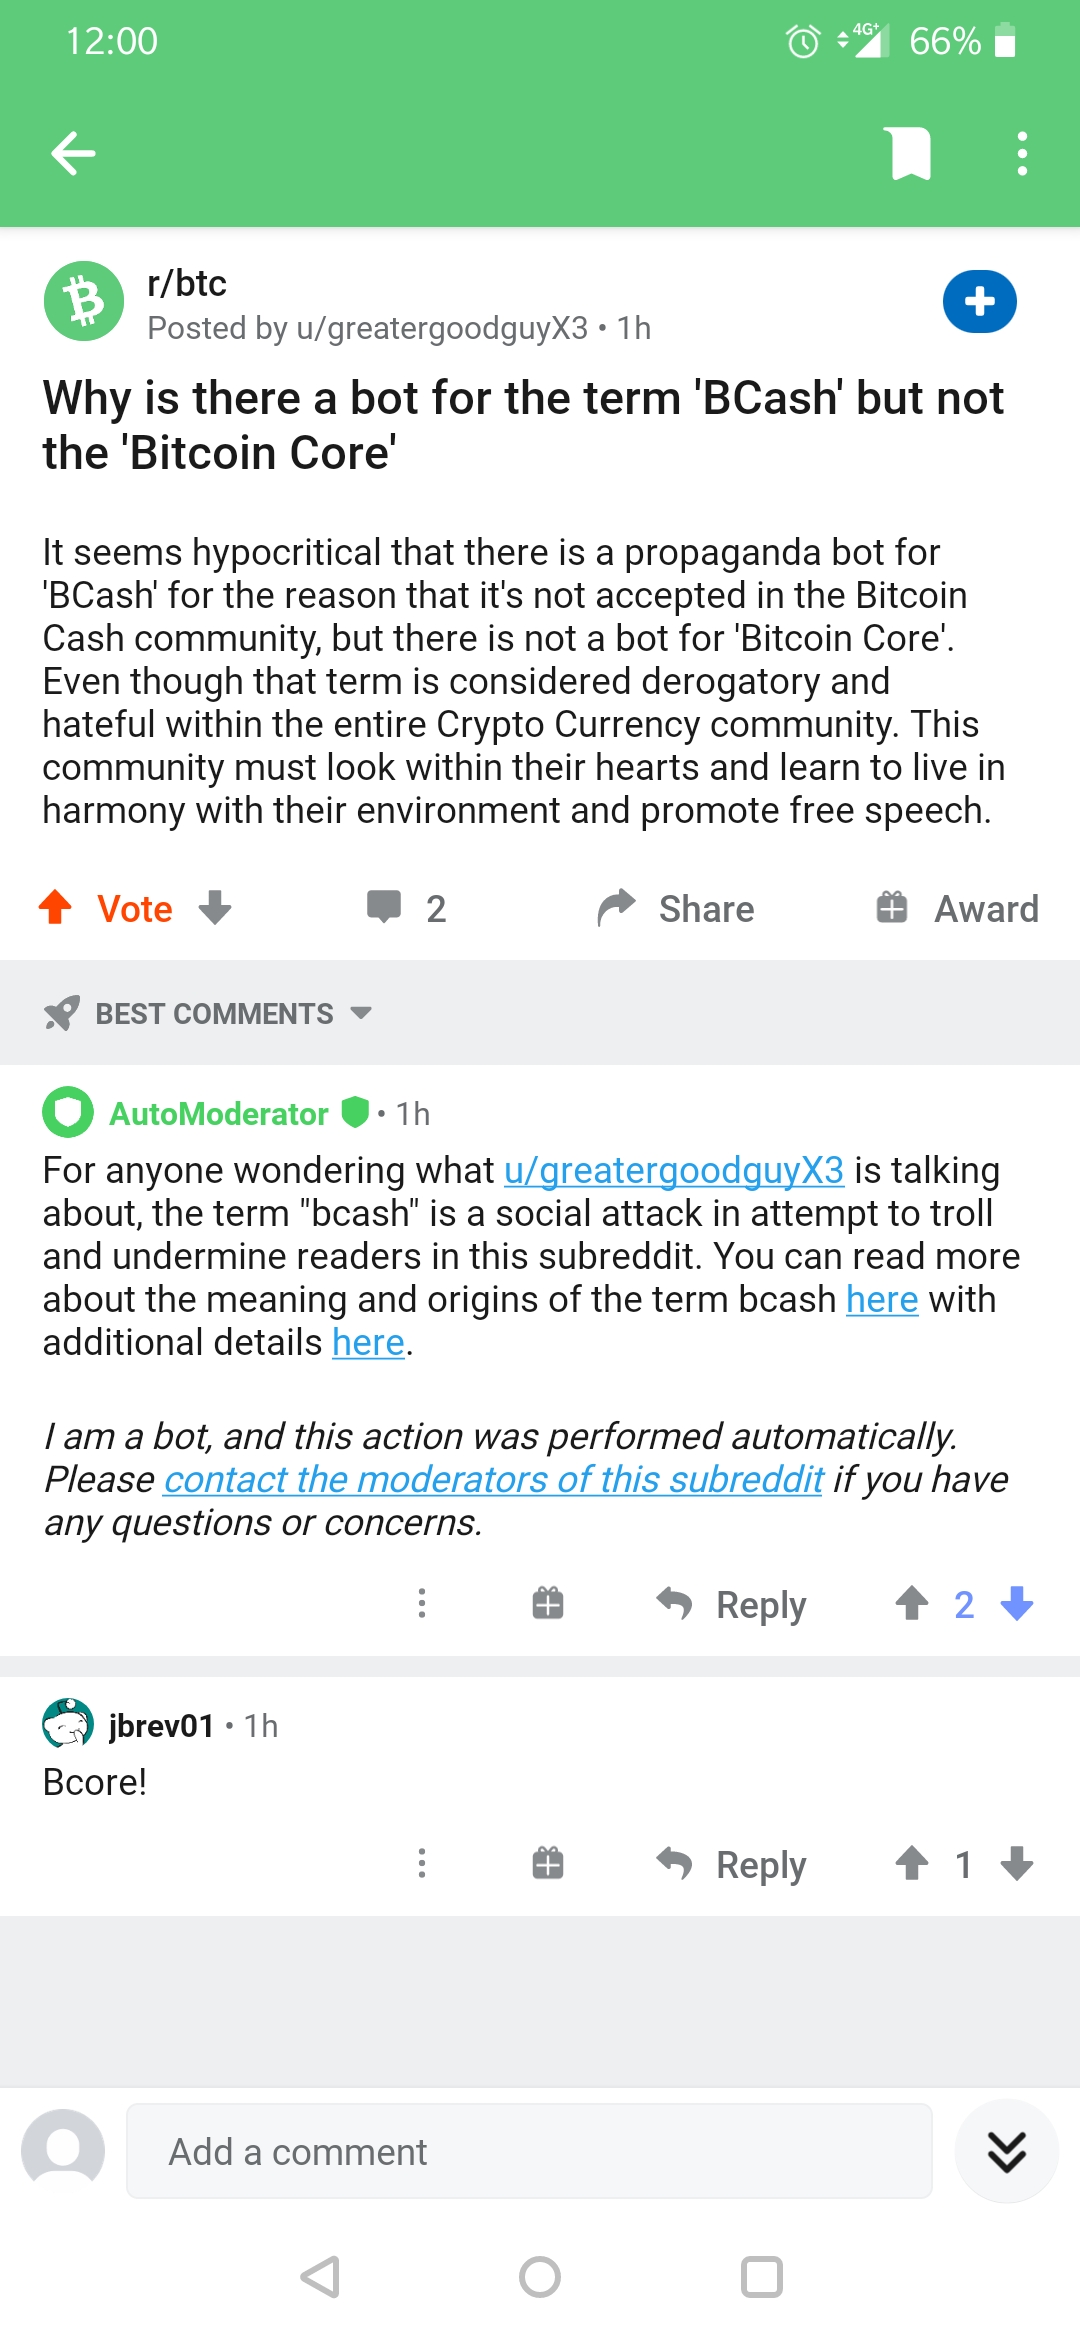 12:00
4G+ 66%
r/btc
Posted by u/greatergoodguyX3 • 1h
Why is there a bot for the term 'BCash' but not
the 'Bitcoin Core'
It seems hypocritical that there is a propaganda bot for
'BCash' for the reason that it's not accepted in the Bitcoin
Cash community, but there is not a bot for 'Bitcoin Core'.
Even though that term is considered derogatory and
hateful within the entire Crypto Currency community. This
community must look within their hearts and learn to live in
harmony with their environment and promote free speech.
Vote 2 Share Award
BEST COMMENTS
AutoModerator • 1h
For anyone wondering what u/greatergoodguyX3 is talking
about, the term "bcash" is a social attack in attempt to troll
and undermine readers in this subreddit. You can read more
about the meaning and origins of the term bcash here with
additional details here.
I am a bot, and this action was performed automatically.
Please contact the moderators of this subreddit if you have
any questions or concerns.
Reply 2
jbrev01 • 1h
Bcore!
Reply 1
Add a comment